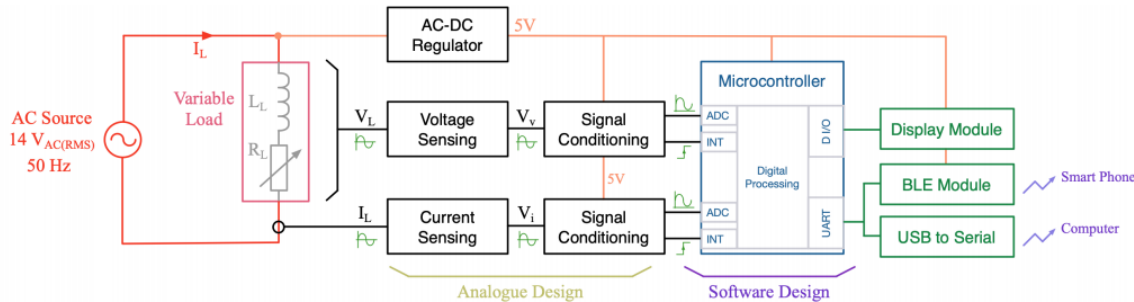 AC-DC
Regulator
5V
I_L
AC Source
14 V_AC(RMS)
50 Hz
Variable
Load
L_L
R_L
V_L
Voltage
Sensing
V_v
Signal
Conditioning
I_L
Current
Sensing
V_i
5V
Signal
Conditioning
Microcontroller
ADC
INT
D I/O
Digital
Processing
ADC
INT
UART
Display Module
BLE Module
USB to Serial
Smart Phone
Computer
Analogue Design
Software Design